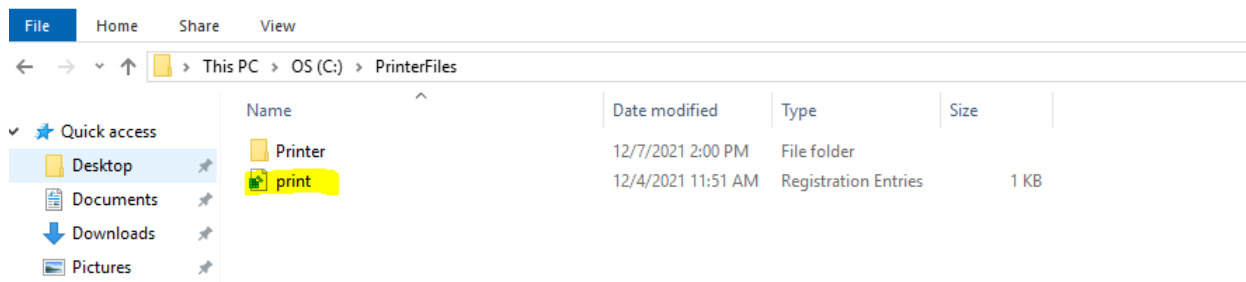 File Home Share View
This PC > OS (C:) > PrinterFiles
Name Date modified Type Size
Quick access
Desktop
Documents
Downloads
Pictures
Printer 12/7/2021 2:00 PM File folder
print 12/4/2021 11:51 AM Registration Entries 1 KB